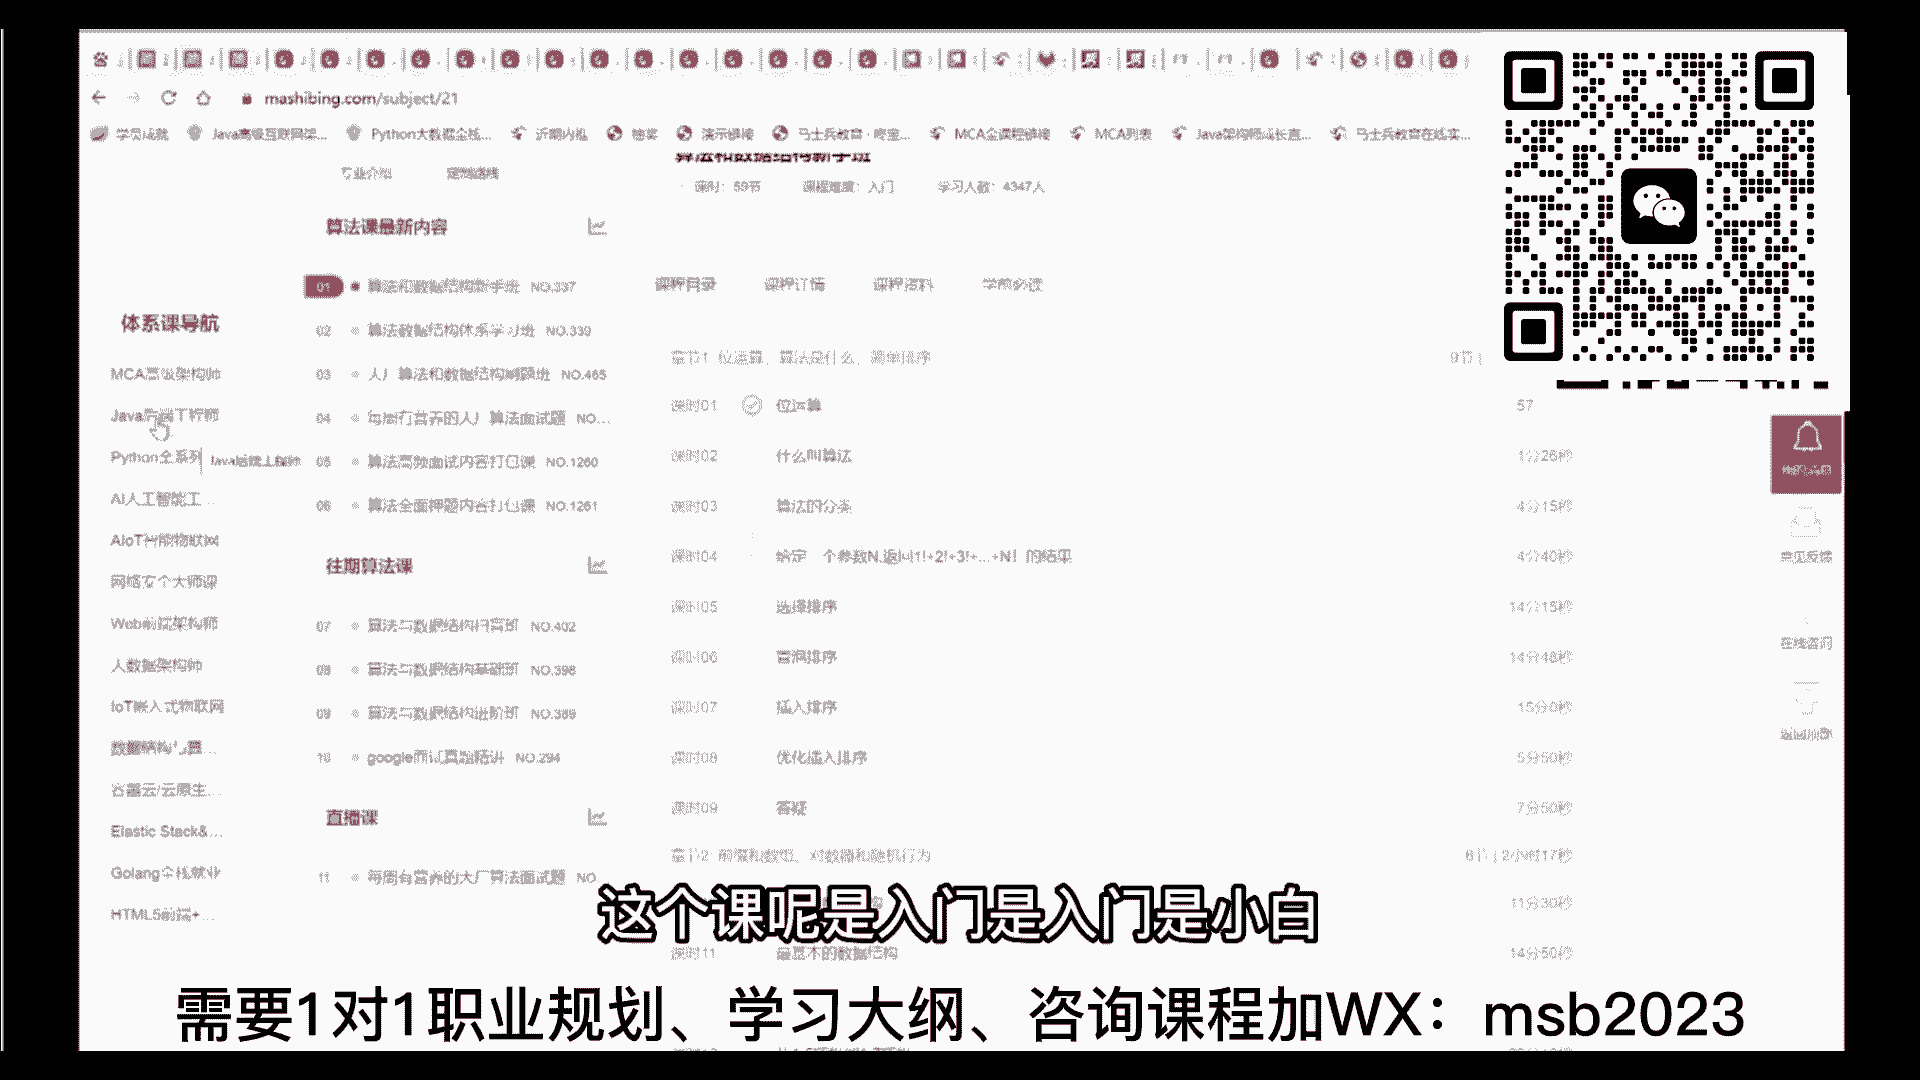 mashibing.com/subject/21
学员成就 Java高级互联网架... Python大数据全栈... 近期内推 抽奖 演示链接 马士兵教育 · 咚宝... MCA全课程链接 MCA列表 Java架构师成长直... 马士兵教育在线实...
算法和数据结构新手班
专业介绍 定制路线
课时：59节 课程难度：入门 学习人数：4347人
算法课最新内容
01 算法和数据结构新手班 NO.337
02 算法数据结构体系学习班 NO.339
03 大厂算法和数据结构刷题班 NO.465
04 每周有营养的大厂算法面试题 NO...
05 算法高频面试内容打包课 NO.1260
06 算法全面押题内容打包课 NO.1261
往期算法课
07 算法与数据结构扫盲班 NO.402
08 算法与数据结构基础班 NO.398
09 算法与数据结构进阶班 NO.389
10 google面试真题精讲 NO.294
直播课
11 每周有营养的大厂算法面试题 NO.
体系课导航
MCA高级架构师
Java后端工程师
Python全系列
Java后端工程师
AI人工智能工...
AIoT智能物联网
网络安全大师课
Web前端架构师
大数据架构师
IoT嵌入式物联网
数据结构与算...
容器云/云原生...
Elastic Stack&...
Golang全栈就业
HTML5前端+...
课程目录 课程详情 课程资料 学前必读
章节1: 位运算、算法是什么、简单排序 9节 |
课时01 位运算 57
课时02 什么叫算法 1分26秒
课时03 算法的分类 4分15秒
课时04 给定一个参数N,返回1!+2!+3!+...+N! 的结果 4分40秒
课时05 选择排序 14分15秒
课时06 冒泡排序 14分48秒
课时07 插入排序 15分0秒
课时08 优化插入排序 5分50秒
课时09 答疑 7分50秒
章节2: 前缀和数组、对数器和随机行为 6节 | 2小时17秒
11分30秒
课时11 最基本的数据结构 14分50秒
意见反馈
在线咨询
返回顶部
这个课呢是入门是入门是小白
需要1对1职业规划、学习大纲、咨询课程加WX：msb2023